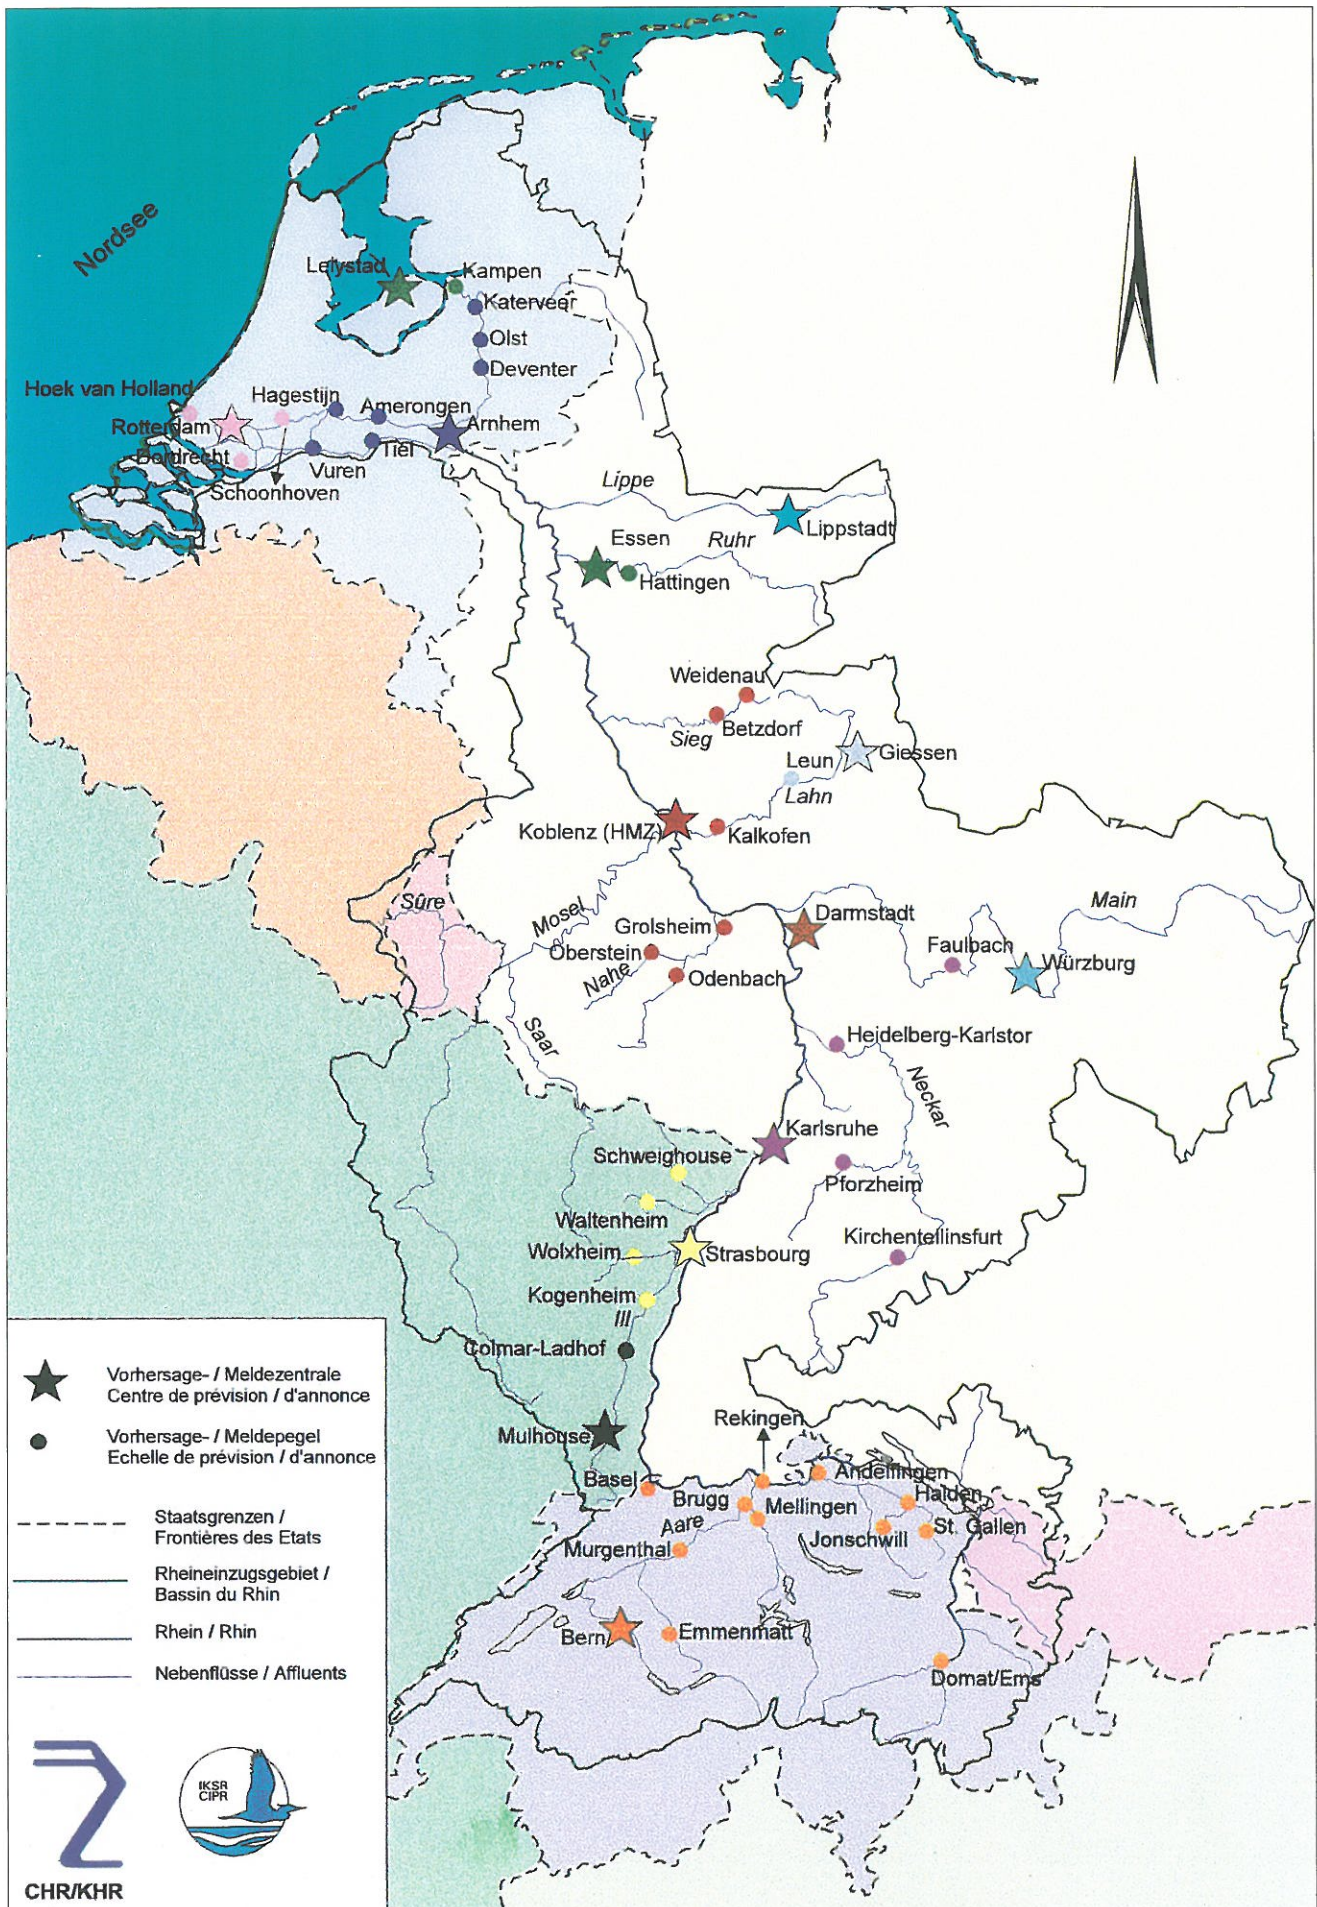 Nordsee
Lelystad
Kampen
Katerveer
Olst
Deventer
Hoek van Holland
Hagestijn
Amerongen
Rotterdam
Arnhem
Dordrecht
Tiel
Vuren
Schoonhoven
Lippe
Lippstadt
Essen
Ruhr
Hattingen
Weidenau
Betzdorf
Sieg
Giessen
Leun
Lahn
Koblenz (HMZ)
Kalkofen
Sûre
Mosel
Grolsheim
Darmstadt
Main
Oberstein
Faulbach
Würzburg
Nahe
Odenbach
Saar
Heidelberg-Karlstor
Neckar
Karlsruhe
Schweighouse
Pforzheim
Waltenheim
Kirchentellinsfurt
Wolxheim
Strasbourg
Kogenheim
Ill
Colmar-Ladhof
Mulhouse
Rekingen
Basel
Andelfingen
Brugg
Mellingen
Halden
Aare
Jonschwill
St. Gallen
Murgenthal
Bern
Emmenmatt
Domat/Ems
Vorhersage- / Meldezentrale
Centre de prévision / d'annonce
Vorhersage- / Meldepegel
Echelle de prévision / d'annonce
Staatsgrenzen /
Frontières des Etats
Rheineinzugsgebiet /
Bassin du Rhin
Rhein / Rhin
Nebenflüsse / Affluents
IKSR
CIPR
CHR/KHR